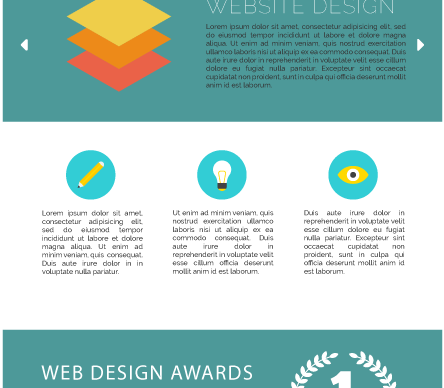 WEBSITE DESIGN
Lorem ipsum dolor sit amet, consectetur adipisicing elit, sed
do eiusmod tempor incididunt ut labore et dolore magna
aliqua. Ut enim ad minim veniam, quis nostrud exercitation
ullamco laboris nisi ut aliquip ex ea commodo consequat. Duis
aute irure dolor in reprehenderit in voluptate velit esse cillum
dolore eu fugiat nulla pariatur. Excepteur sint occaecat
cupidatat non proident, sunt in culpa qui officia deserunt mollit
anim id est laborum.
Lorem ipsum dolor sit amet,
consectetur adipisicing elit,
sed do eiusmod tempor
incididunt ut labore et dolore
magna aliqua. Ut enim ad
minim veniam, quis consequat.
Duis aute irure dolor in in
voluptate nulla pariatur.
Ut enim ad minim veniam, quis
nostrud exercitation ullamco
laboris nisi ut aliquip ex ea
commodo consequat. Duis
aute irure dolor in
reprehenderit in voluptate velit
esse cillum officia deserunt
mollit anim id est laborum.
Duis aute irure dolor in
reprehenderit in voluptate velit
esse cillum dolore eu fugiat
nulla pariatur. Excepteur sint
occaecat cupidatat non
proident, sunt in culpa qui
officia deserunt mollit anim id
est laborum.
WEB DESIGN AWARDS
1